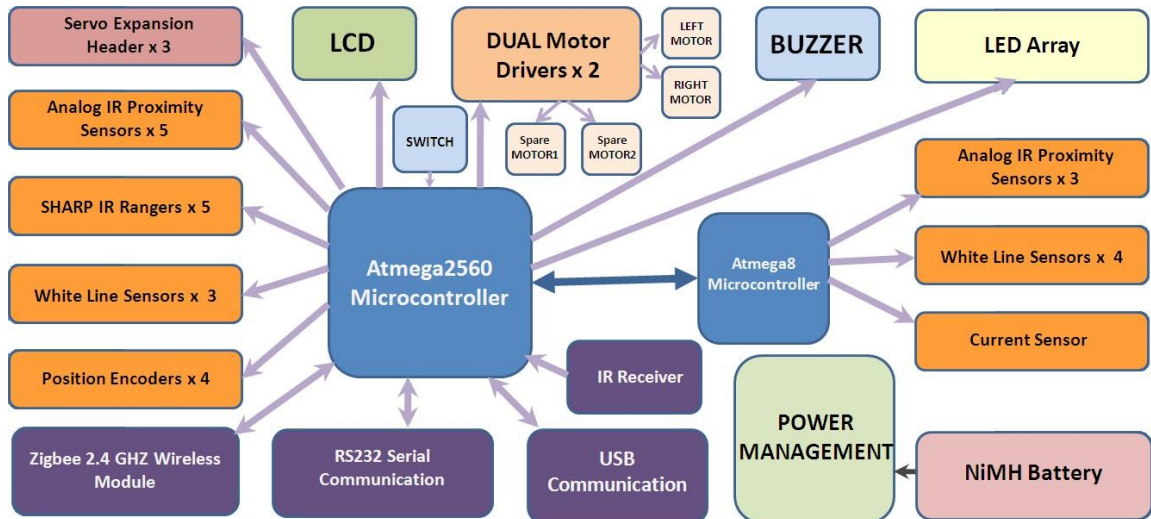 Servo Expansion
Header x 3
LCD
DUAL Motor
Drivers x 2
LEFT
MOTOR
RIGHT
MOTOR
BUZZER
LED Array
Analog IR Proximity
Sensors x 5
SWITCH
Spare
MOTOR1
Spare
MOTOR2
Analog IR Proximity
Sensors x 3
SHARP IR Rangers x 5
Atmega2560
Microcontroller
Atmega8
Microcontroller
White Line Sensors x 4
White Line Sensors x 3
Current Sensor
Position Encoders x 4
IR Receiver
POWER
MANAGEMENT
Zigbee 2.4 GHZ Wireless
Module
RS232 Serial
Communication
USB
Communication
NiMH Battery